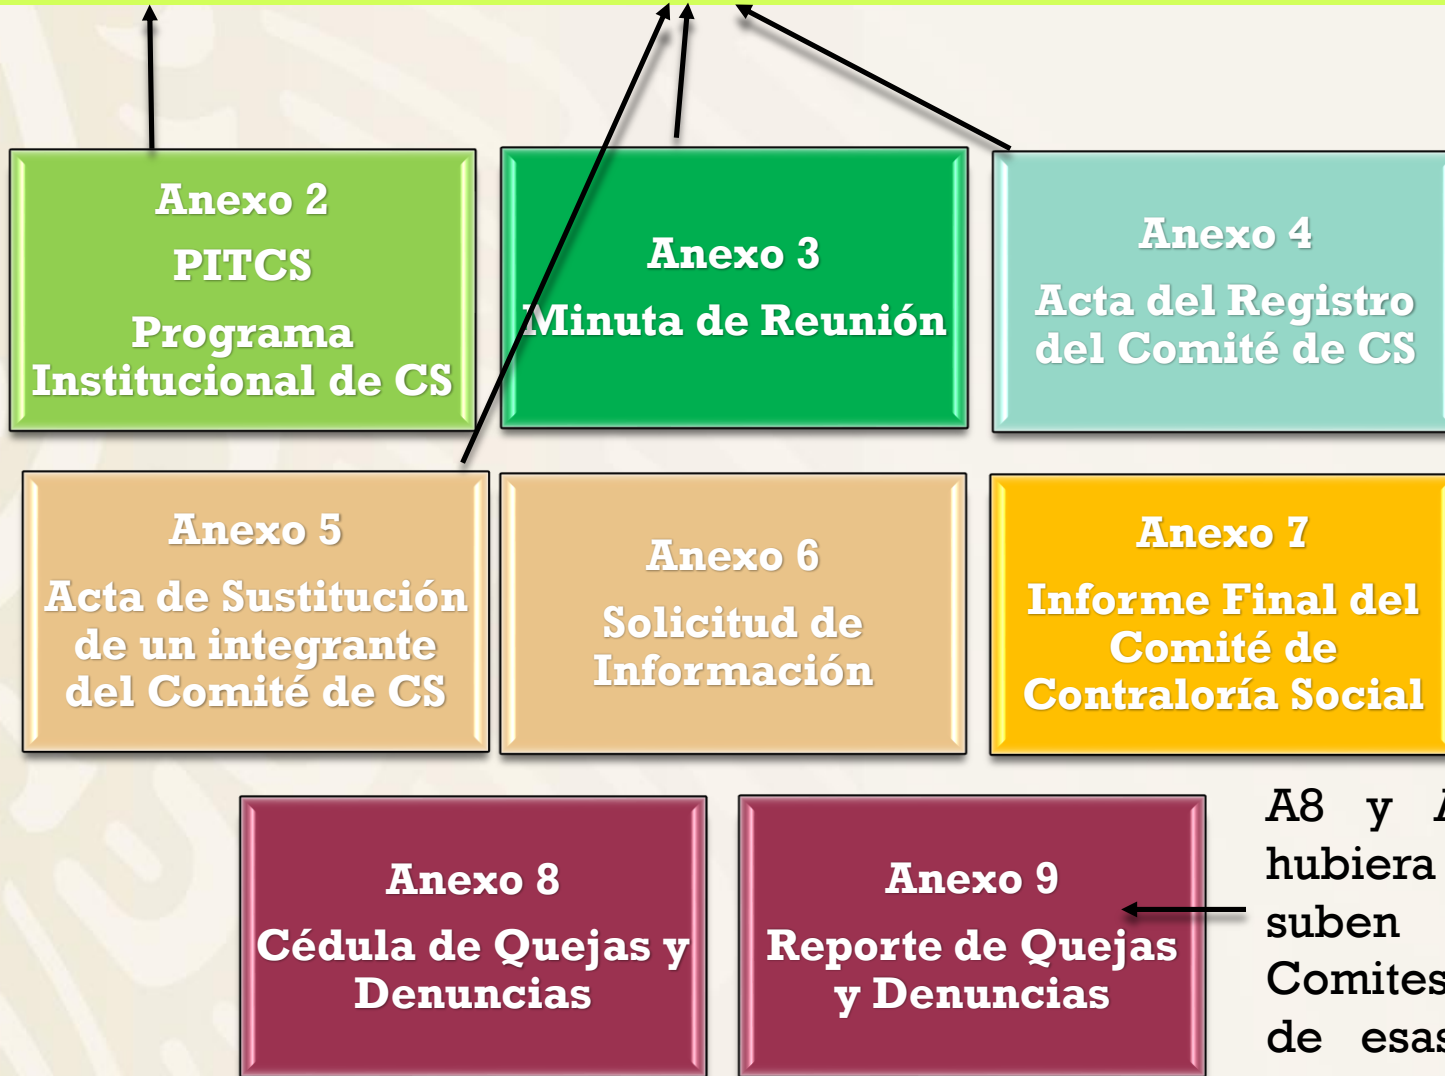 Anexo 2
PITCS
Programa
Institucional de CS
Anexo 3
Minuta de Reunión
Anexo 4
Acta del Registro
del Comité de CS
Anexo 5
Acta de Sustitución
de un integrante
del Comité de CS
Anexo 6
Solicitud de
Información
Anexo 7
Informe Final del
Comité de
Contraloría Social
Anexo 8
Cédula de Quejas y
Denuncias
Anexo 9
Reporte de Quejas
y Denuncias
A8 y
hubiera
suben
Comites
de esas